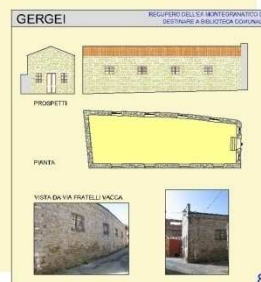 GERGEI
RECUPERO DELL'EX MONTEGRANATICO
DESTINARE A BIBLIOTECA COMUNALE
PROSPETTI
PIANTA
VISTA DA VIA FRATELLI VACCA